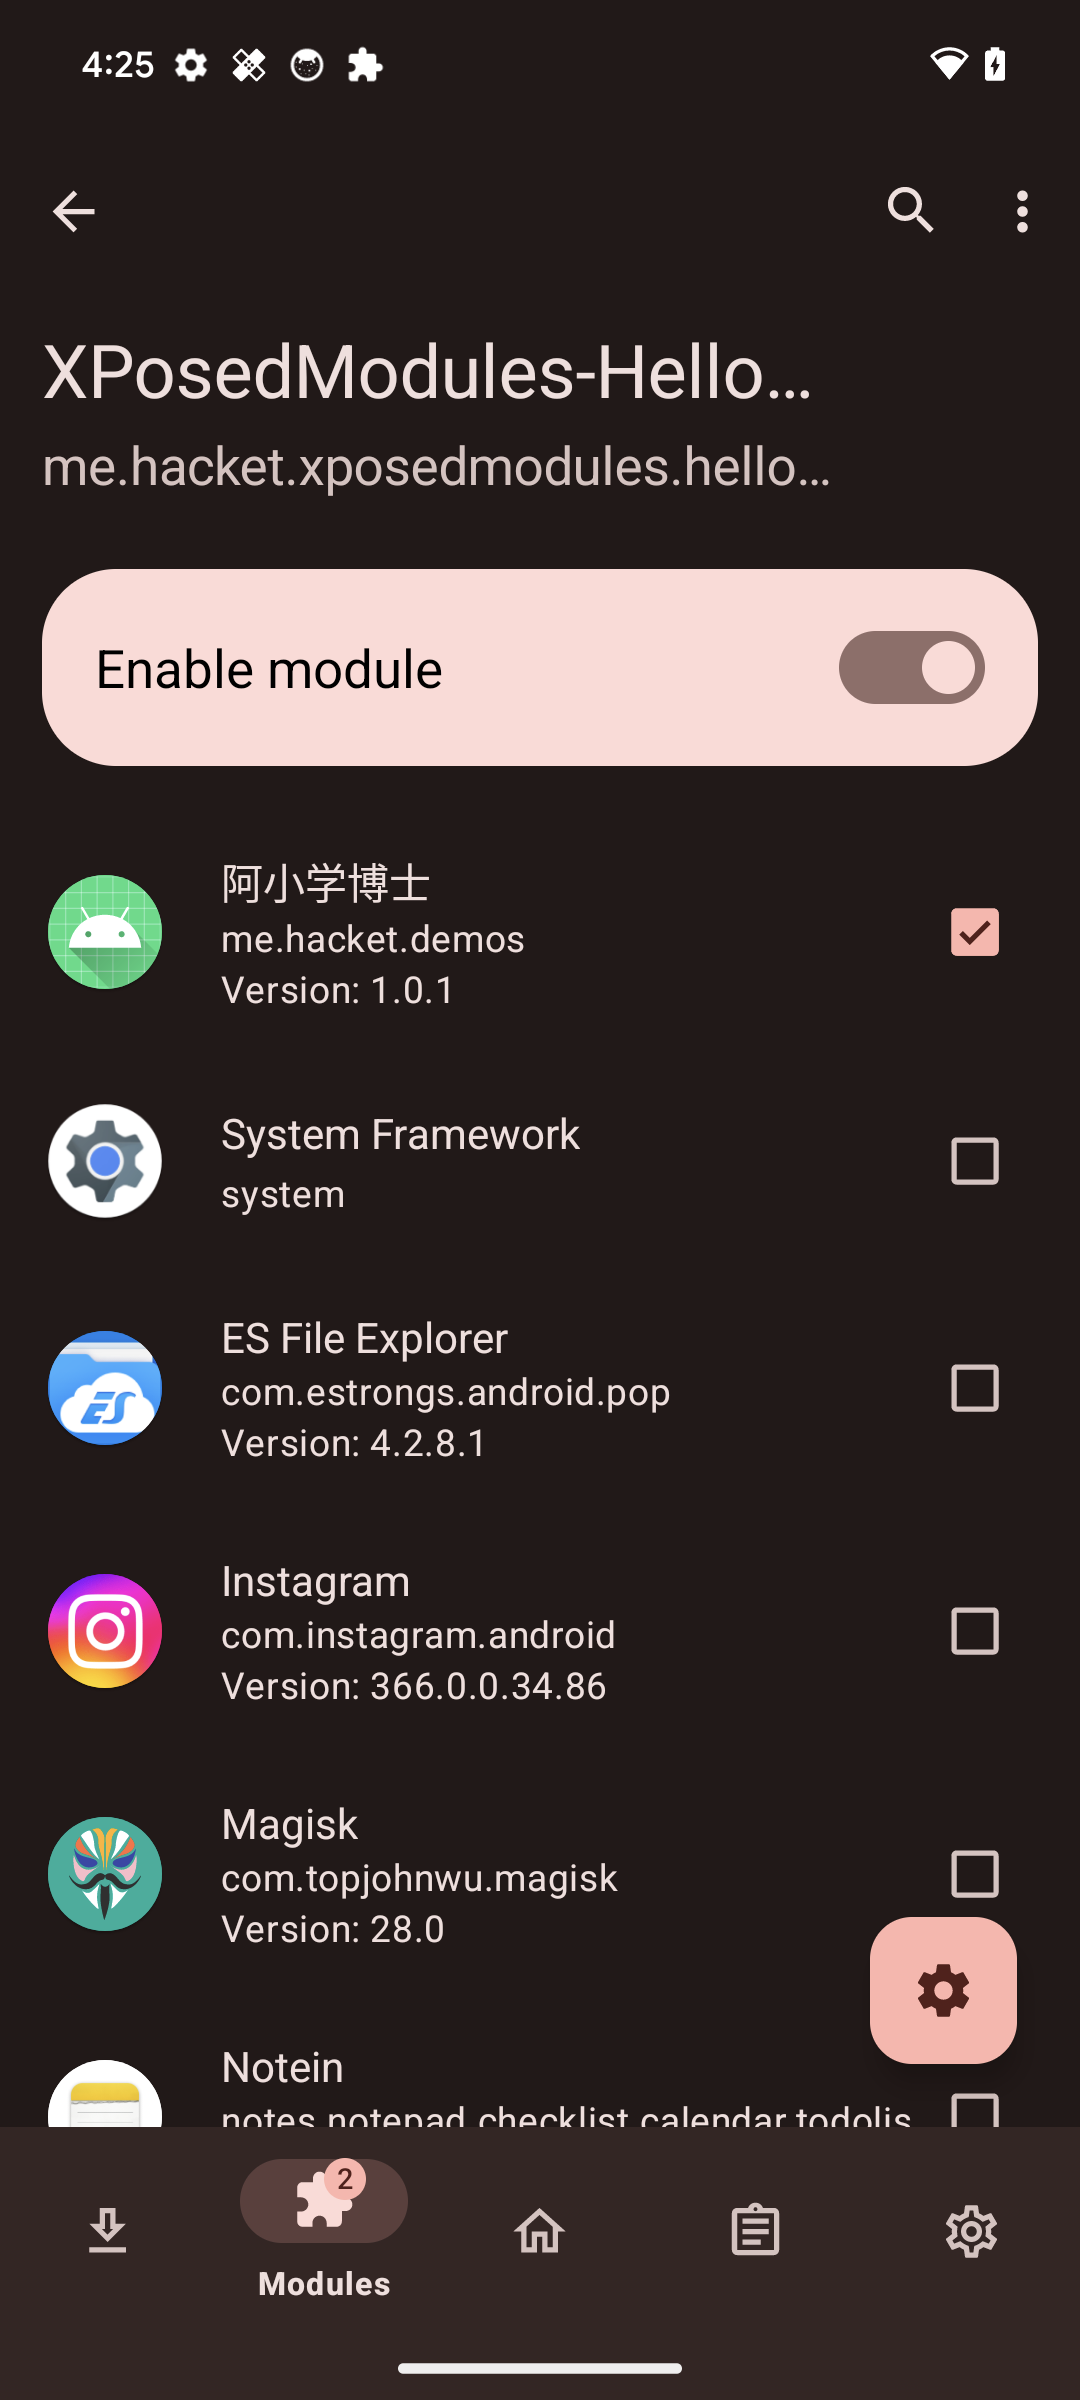 4:25
XPosedModules-Hello…
me.hacket.xposedmodules.hello…
Enable module
阿小学博士
me.hacket.demos
Version: 1.0.1
System Framework
system
ES File Explorer
com.estrongs.android.pop
Version: 4.2.8.1
Instagram
com.instagram.android
Version: 366.0.0.34.86
Magisk
com.topjohnwu.magisk
Version: 28.0
Notein
notes.notepad.checklist.calendar.todolis
2
Modules